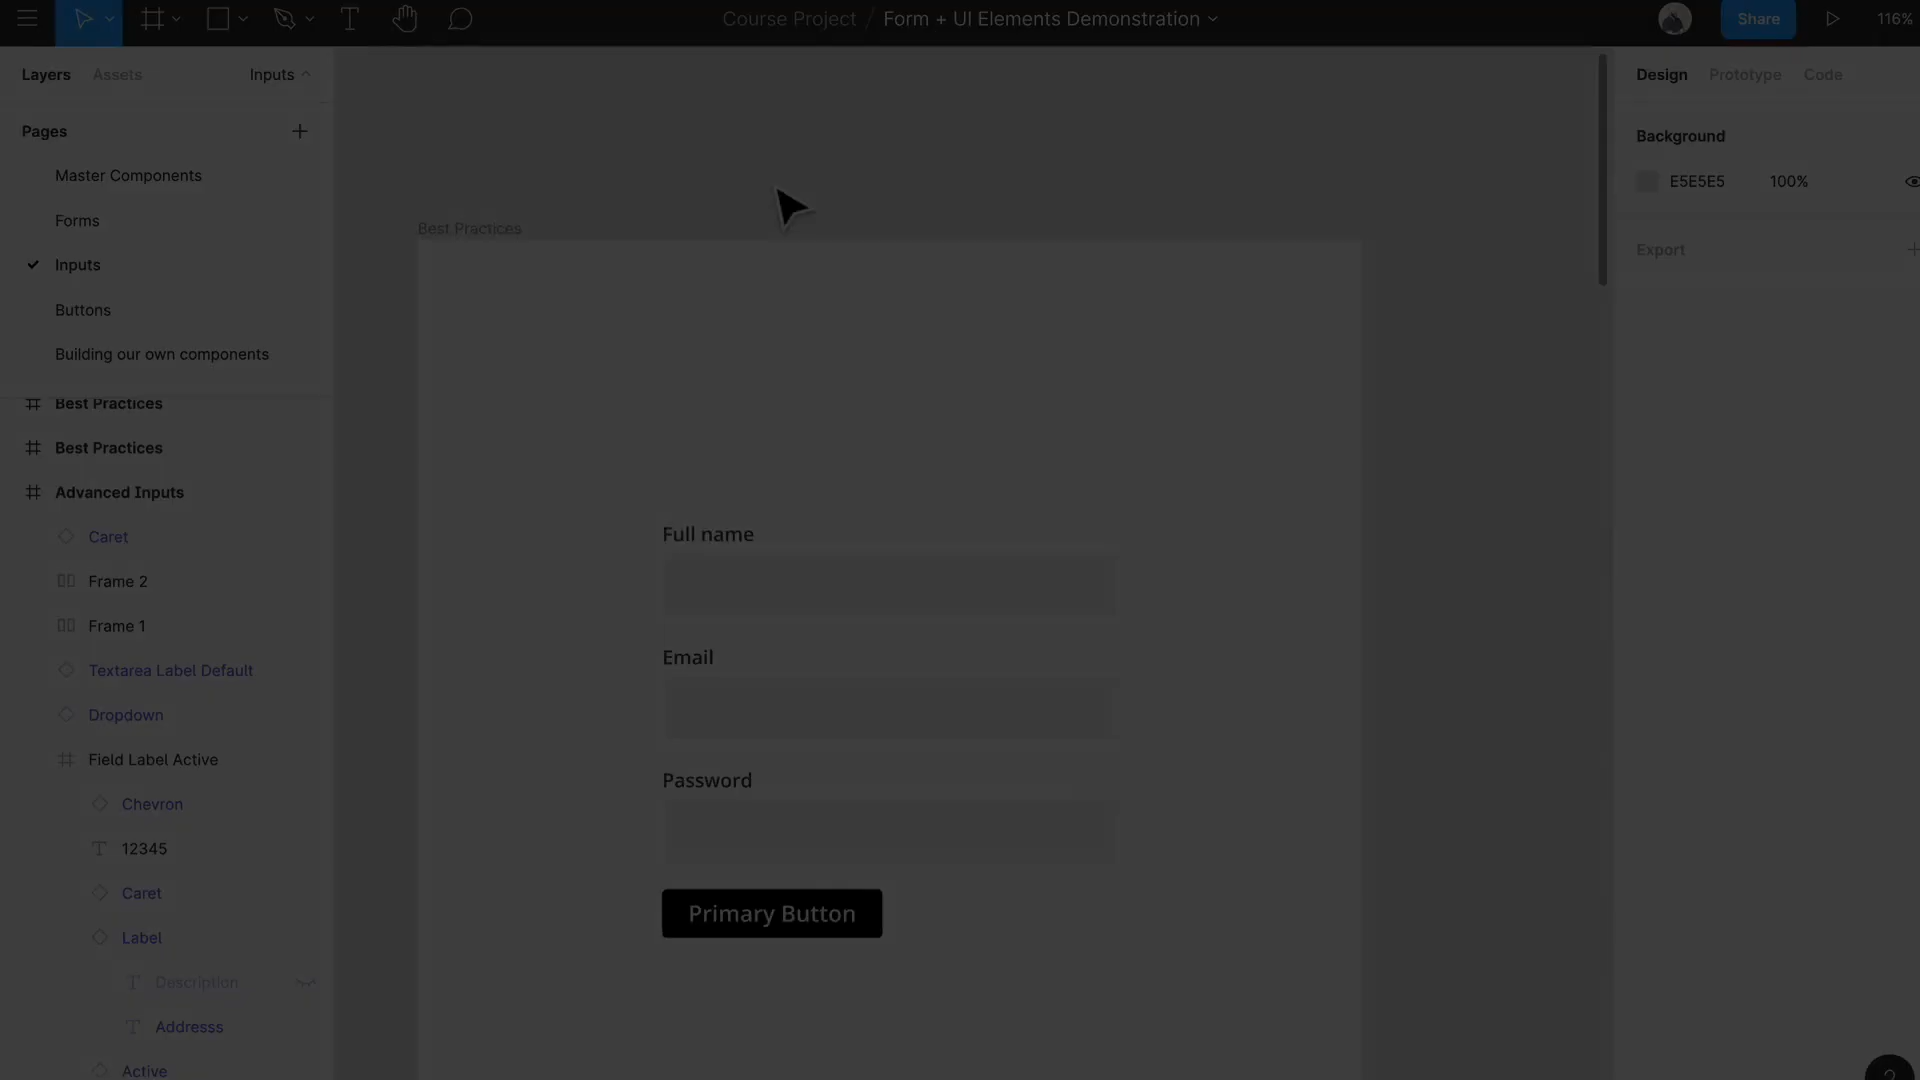 Course Project / Form + UI Elements Demonstration
Share
116%
Layers
Assets
Inputs
Pages
Master Components
Forms
Inputs
Buttons
Building our own components
Best Practices
Best Practices
Advanced Inputs
Caret
Frame 2
Frame 1
Textarea Label Default
Dropdown
Field Label Active
Chevron
12345
Caret
Label
Description
Addresss
Active
Best Practices
Full name
Email
Password
Primary Button
Design
Prototype
Code
Background
E5E5E5
100%
Export
?